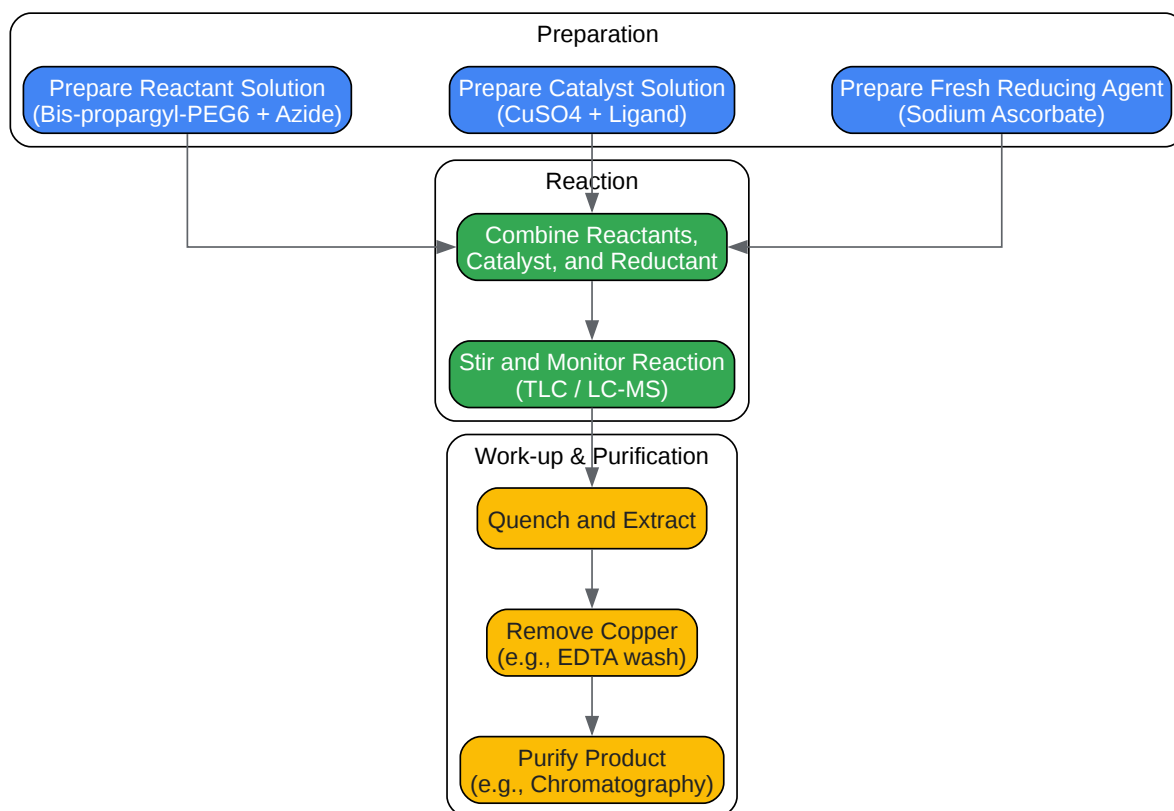 Preparation
Prepare Reactant Solution
(Bis-propargyl-PEG6 + Azide)
Prepare Catalyst Solution
(CuSO4 + Ligand)
Prepare Fresh Reducing Agent
(Sodium Ascorbate)
Reaction
Combine Reactants,
Catalyst, and Reductant
Stir and Monitor Reaction
(TLC / LC-MS)
Work-up & Purification
Quench and Extract
Remove Copper
(e.g., EDTA wash)
Purify Product
(e.g., Chromatography)